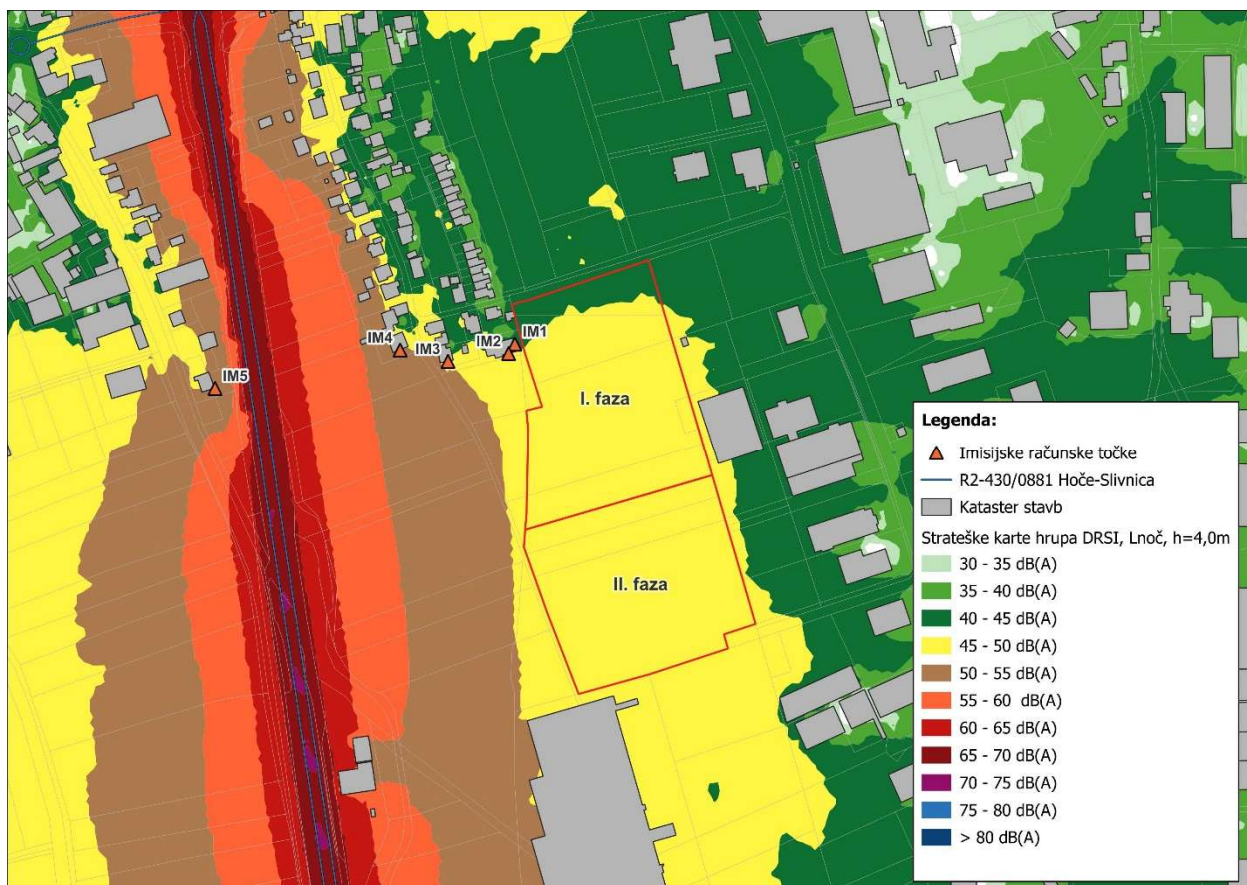 IM1
IM2
IM3
IM4
IM5
I. faza
II. faza
Legenda:
Imisijske računske točke
R2-430/0881 Hoče-Slivnica
Kataster stavb
Strateške karte hrupa DRSI, Lnoč, h=4,0m
30 - 35 dB(A)
35 - 40 dB(A)
40 - 45 dB(A)
45 - 50 dB(A)
50 - 55 dB(A)
55 - 60  dB(A)
60 - 65 dB(A)
65 - 70 dB(A)
70 - 75 dB(A)
75 - 80 dB(A)
> 80 dB(A)